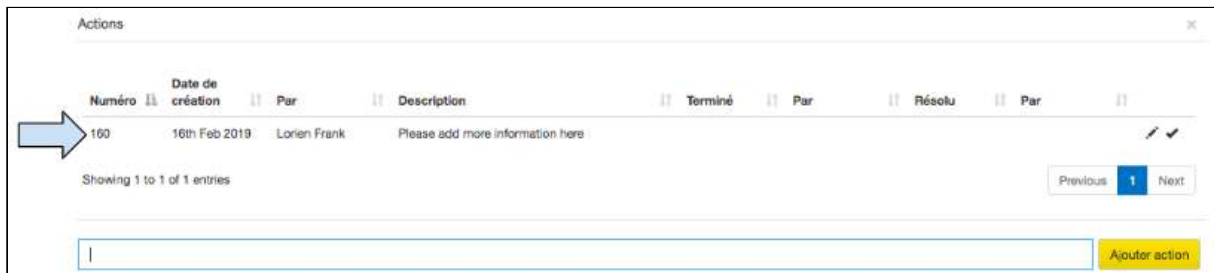 Actions
Numéro Date de création Par Description Terminé Par Résolu Par
160 16th Feb 2019 Lorien Frank Please add more information here
Showing 1 to 1 of 1 entries
Previous 1 Next
Ajouter action